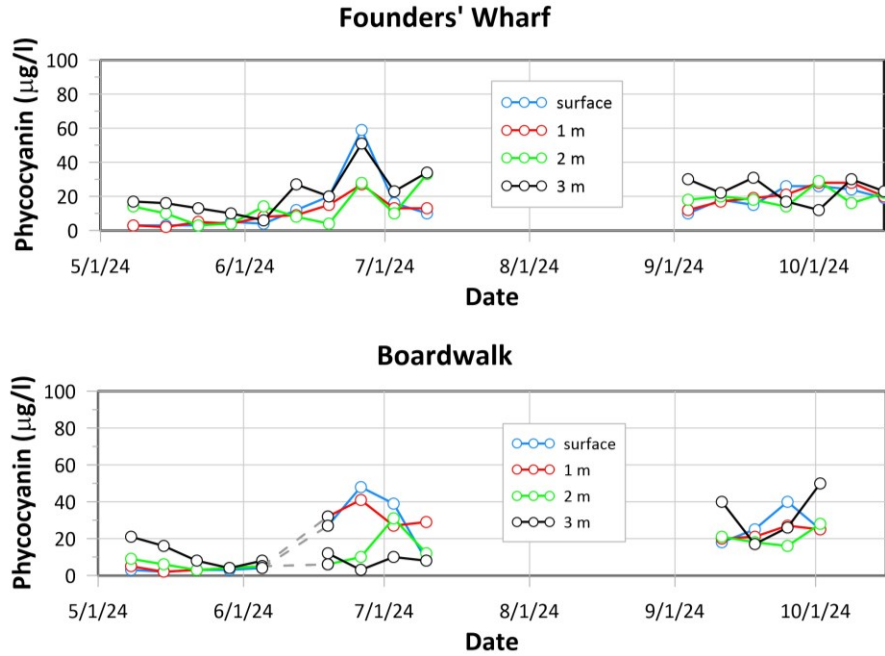 Founders' Wharf
100
80
60
40
20
0
Phycocyanin (µg/l)
surface
1 m
2 m
3 m
5/1/24 6/1/24 7/1/24 8/1/24 9/1/24 10/1/24
Date
Boardwalk
100
80
60
40
20
0
Phycocyanin (µg/l)
surface
1 m
2 m
3 m
5/1/24 6/1/24 7/1/24 8/1/24 9/1/24 10/1/24
Date